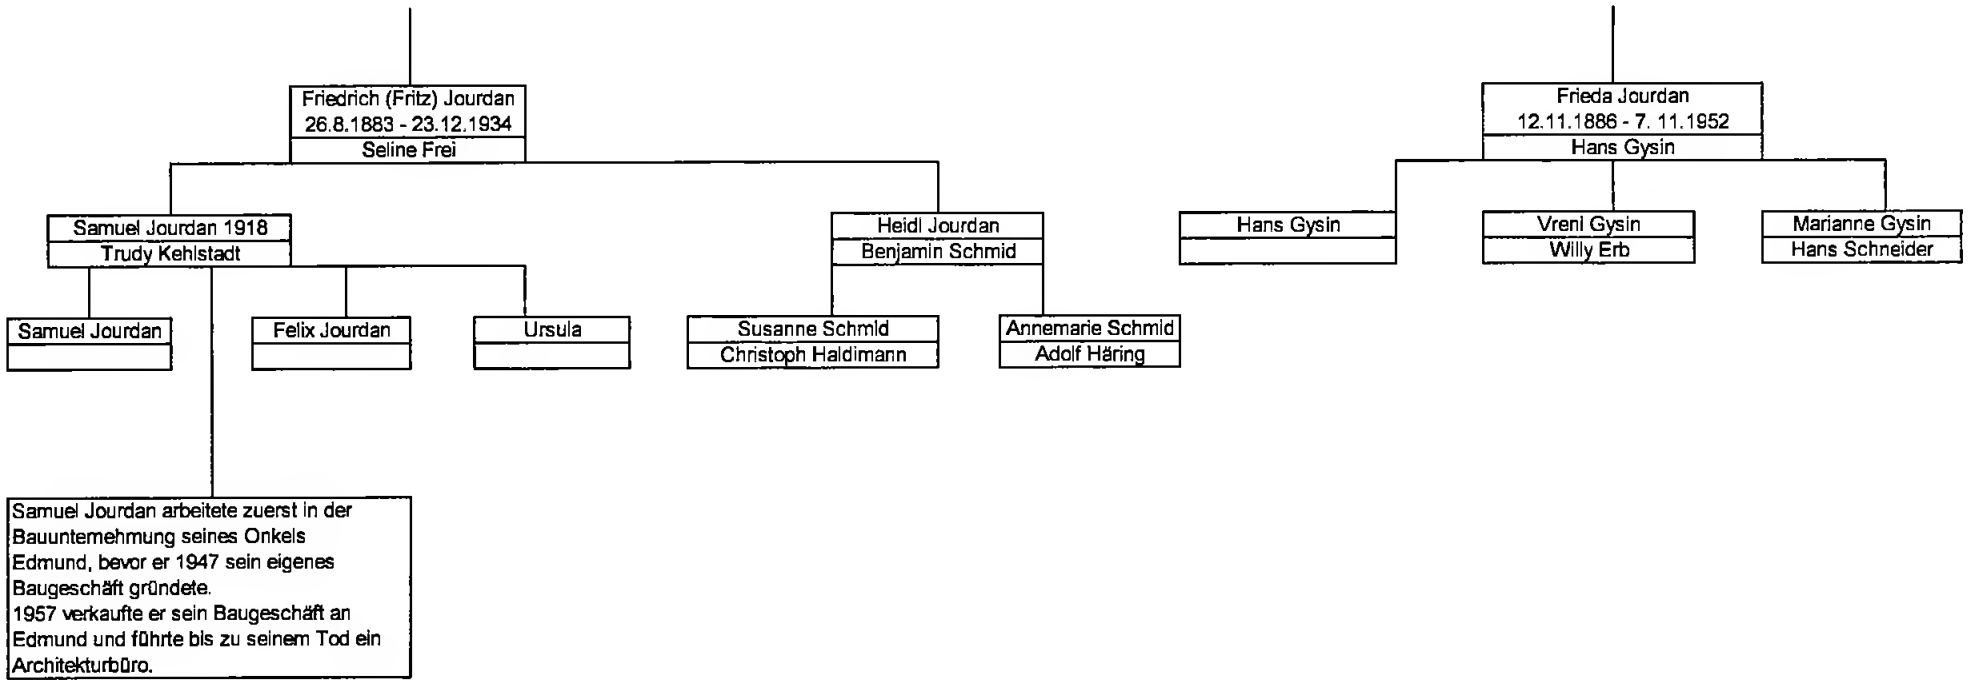 Friedrich (Fritz) Jourdan
26.8.1883 - 23.12.1934
Seline Frei
Frieda Jourdan
12.11.1886 - 7. 11.1952
Hans Gysin
Samuel Jourdan 1918
Trudy Kehlstadt
Heidi Jourdan
Benjamin Schmid
Hans Gysin
Vreni Gysin
Willy Erb
Marianne Gysin
Hans Schneider
Samuel Jourdan
Felix Jourdan
Ursula
Susanne Schmid
Christoph Haldimann
Annemarie Schmid
Adolf Häring
Samuel Jourdan arbeitete zuerst in der
Bauunternehmung seines Onkels
Edmund, bevor er 1947 sein eigenes
Baugeschäft gründete.
1957 verkaufte er sein Baugeschäft an
Edmund und führte bis zu seinem Tod ein
Architekturbüro.